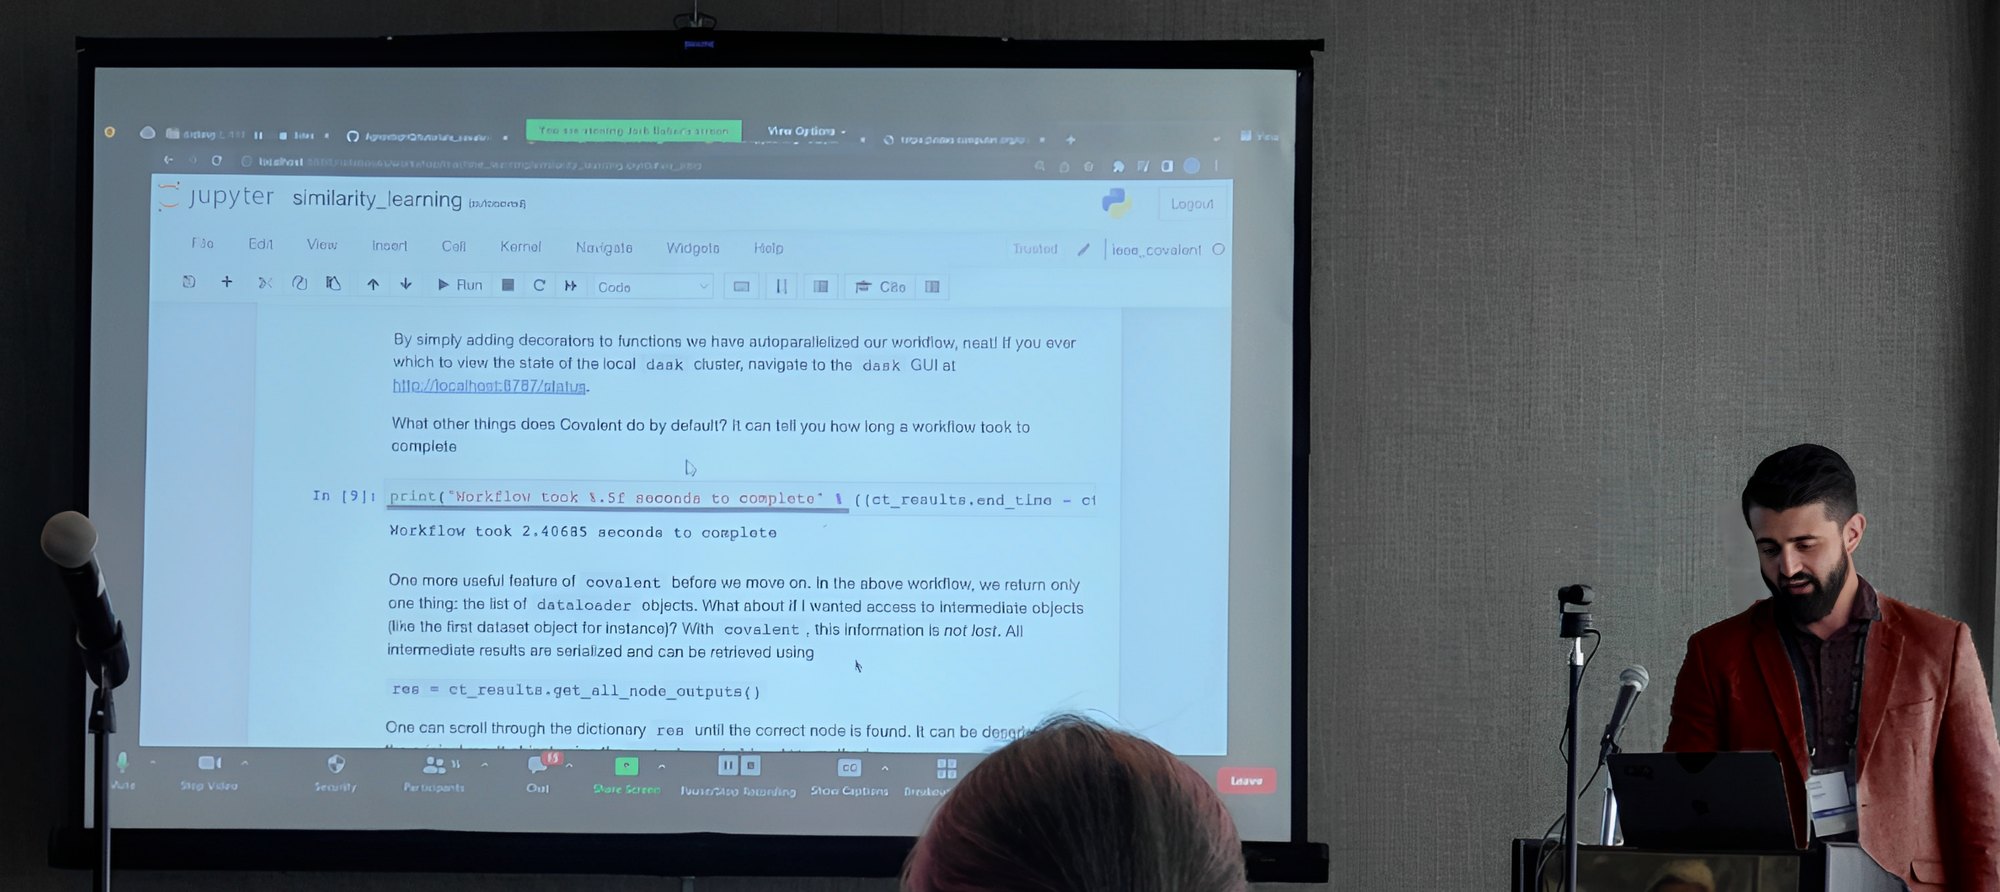 View Options
localhost
jupyter similarity_learning (autosaved)
Logout
File Edit View Insert Cell Kernel Navigate Widgets Help
Trusted
Run
Code
By simply adding decorators to functions we have autoparallelized our workflow, neat! If you ever
which to view the state of the local dask cluster, navigate to the dask GUI at
http://localhost:8787/status.
What other things does Covalent do by default? It can tell you how long a workflow took to
complete
In [9]: print("Workflow took %.5f seconds to complete" % ((ct_results.end_time - ct
Workflow took 2.40685 seconds to complete
One more useful feature of covalent before we move on. In the above workflow, we return only
one thing: the list of dataloader objects. What about if I wanted access to intermediate objects
(like the first dataset object for instance)? With covalent , this information is not lost. All
intermediate results are serialized and can be retrieved using
res = ct_results.get_all_node_outputs()
One can scroll through the dictionary res until the correct node is found. It can be
Stop Video Security Participants Share Screen Pause/Stop Recording Show Captions Leave